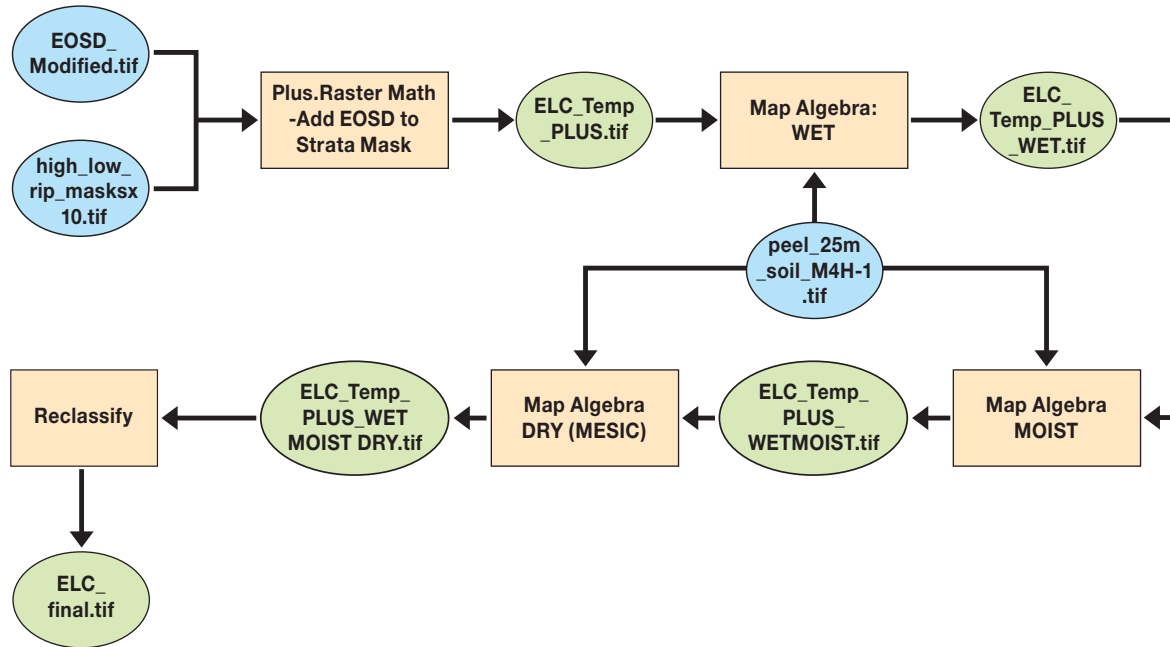 EOSD_
Modified.tif
high_low_
rip_masksx
10.tif
Plus.Raster Math
-Add EOSD to
Strata Mask
ELC_Temp
_PLUS.tif
Map Algebra:
WET
ELC_
Temp_PLUS
_WET.tif
peel_25m
_soil_M4H-1
.tif
Map Algebra
MOIST
ELC_Temp_
PLUS_
WETMOIST.tif
Map Algebra
DRY (MESIC)
ELC_Temp_
PLUS_WET
MOIST DRY.tif
Reclassify
ELC_
final.tif